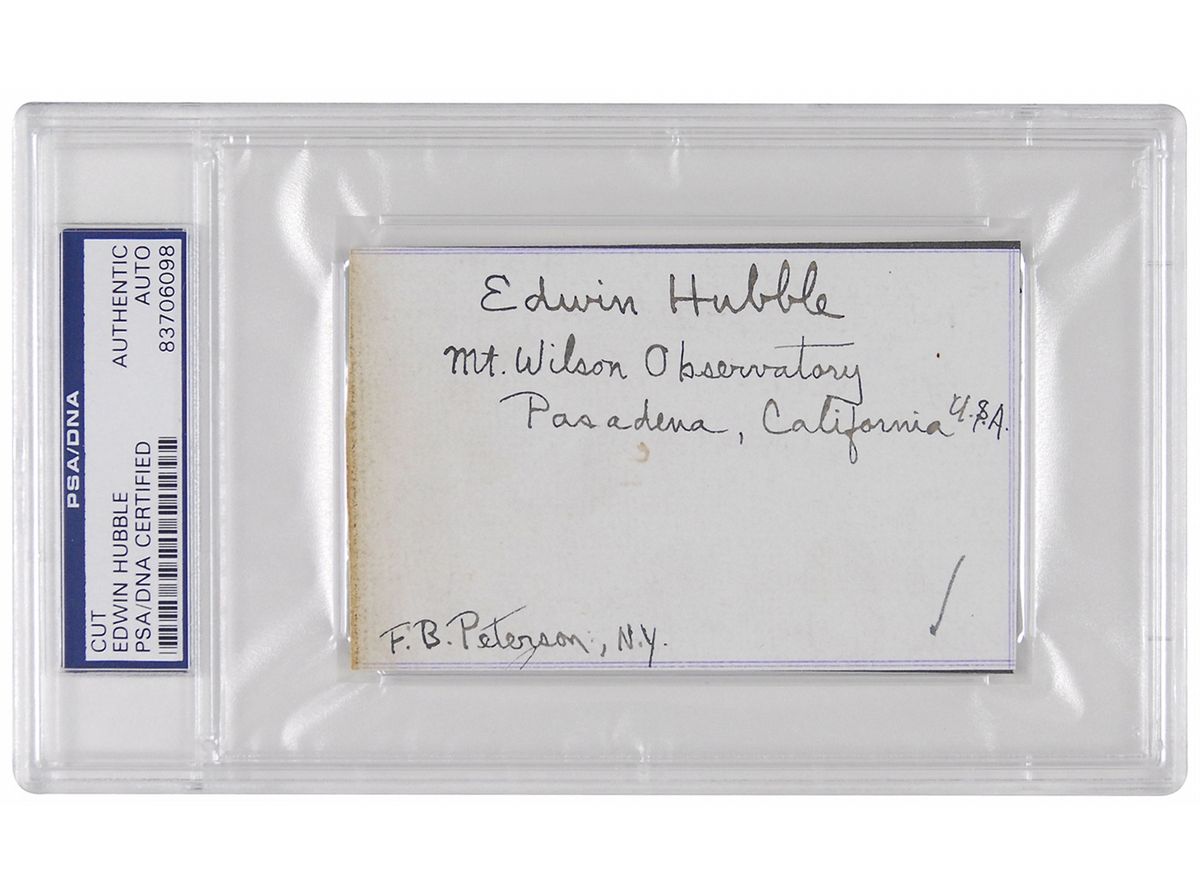 PSA/DNA
CUT
EDWIN HUBBLE
PSA/DNA CERTIFIED
AUTHENTIC
AUTO
83706098
Edwin Hubble
Mt. Wilson Observatory
Pasadena, California U.S.A.
F. B. Peterson, N.Y.